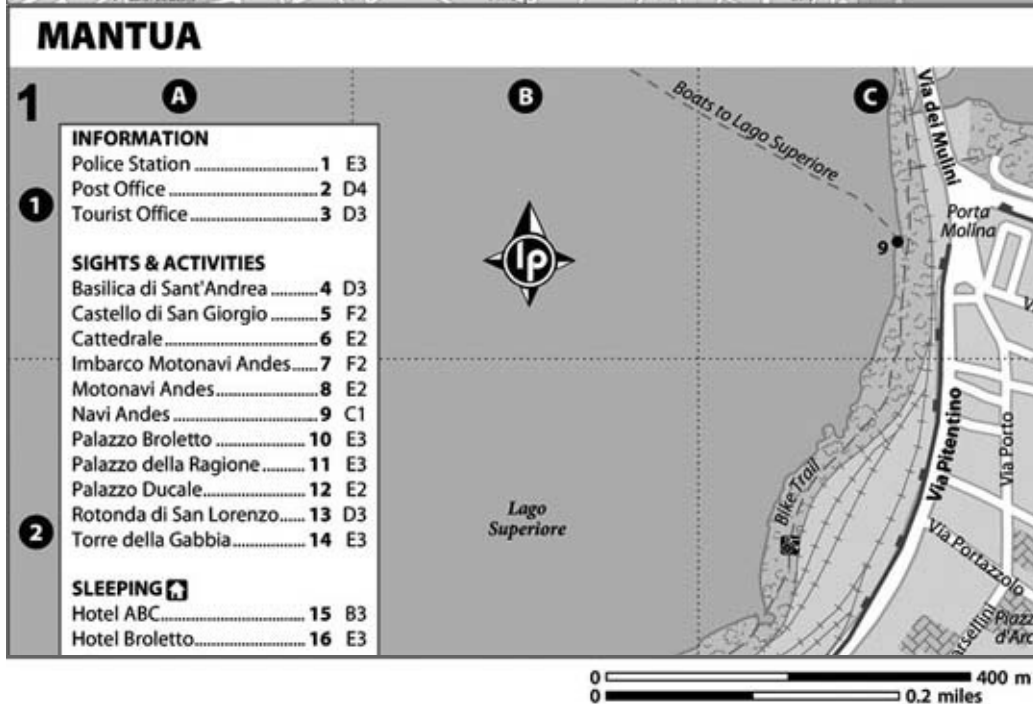 MANTUA
1
A
B
C
1
INFORMATION
Police Station 1 E3
Post Office 2 D4
Tourist Office 3 D3
SIGHTS & ACTIVITIES
Basilica di Sant'Andrea 4 D3
Castello di San Giorgio 5 F2
Cattedrale 6 E2
Imbarco Motonavi Andes 7 F2
Motonavi Andes 8 E2
Navi Andes 9 C1
Palazzo Broletto 10 E3
Palazzo della Ragione 11 E3
Palazzo Ducale 12 E2
Rotonda di San Lorenzo 13 D3
Torre della Gabbia 14 E3
SLEEPING
Hotel ABC 15 B3
Hotel Broletto 16 E3
2
lp
Boats to Lago Superiore
Via dei Mulini
Porta
Molina
9
Lago
Superiore
Bike Trail
Via Pitentino
Via Porto
Via Portazzolo
0 400 m
0 0.2 miles